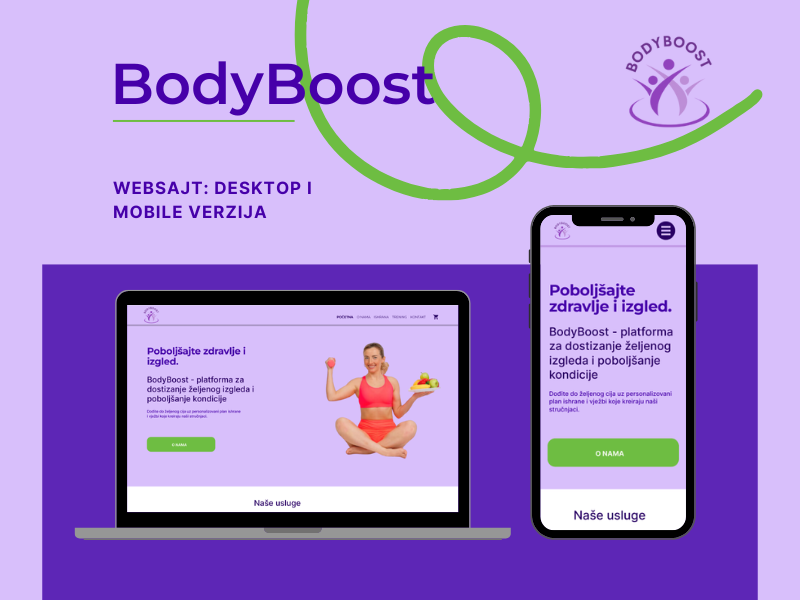 BodyBoost
BODYBOOST
WEBSAJT: DESKTOP I
MOBILE VERZIJA
POČETNA O NAMA ISHRANA TRENING KONTAKT
Poboljšajte zdravlje i
izgled.
BodyBoost - platforma za
dostizanje željenog izgleda i
poboljšanje kondicije
Dođite do željenog cija uz personalizovani plan ishrane
i vježbi koje kreiraju naši stručnjaci.
O NAMA
Naše usluge
Poboljšajte
zdravlje i izgled.
BodyBoost - platforma
za dostizanje željenog
izgleda i poboljšanje
kondicije
Dođite do željenog cija uz personalizovani
plan ishrane i vježbi koje kreiraju naši
stručnjaci.
O NAMA
Naše usluge